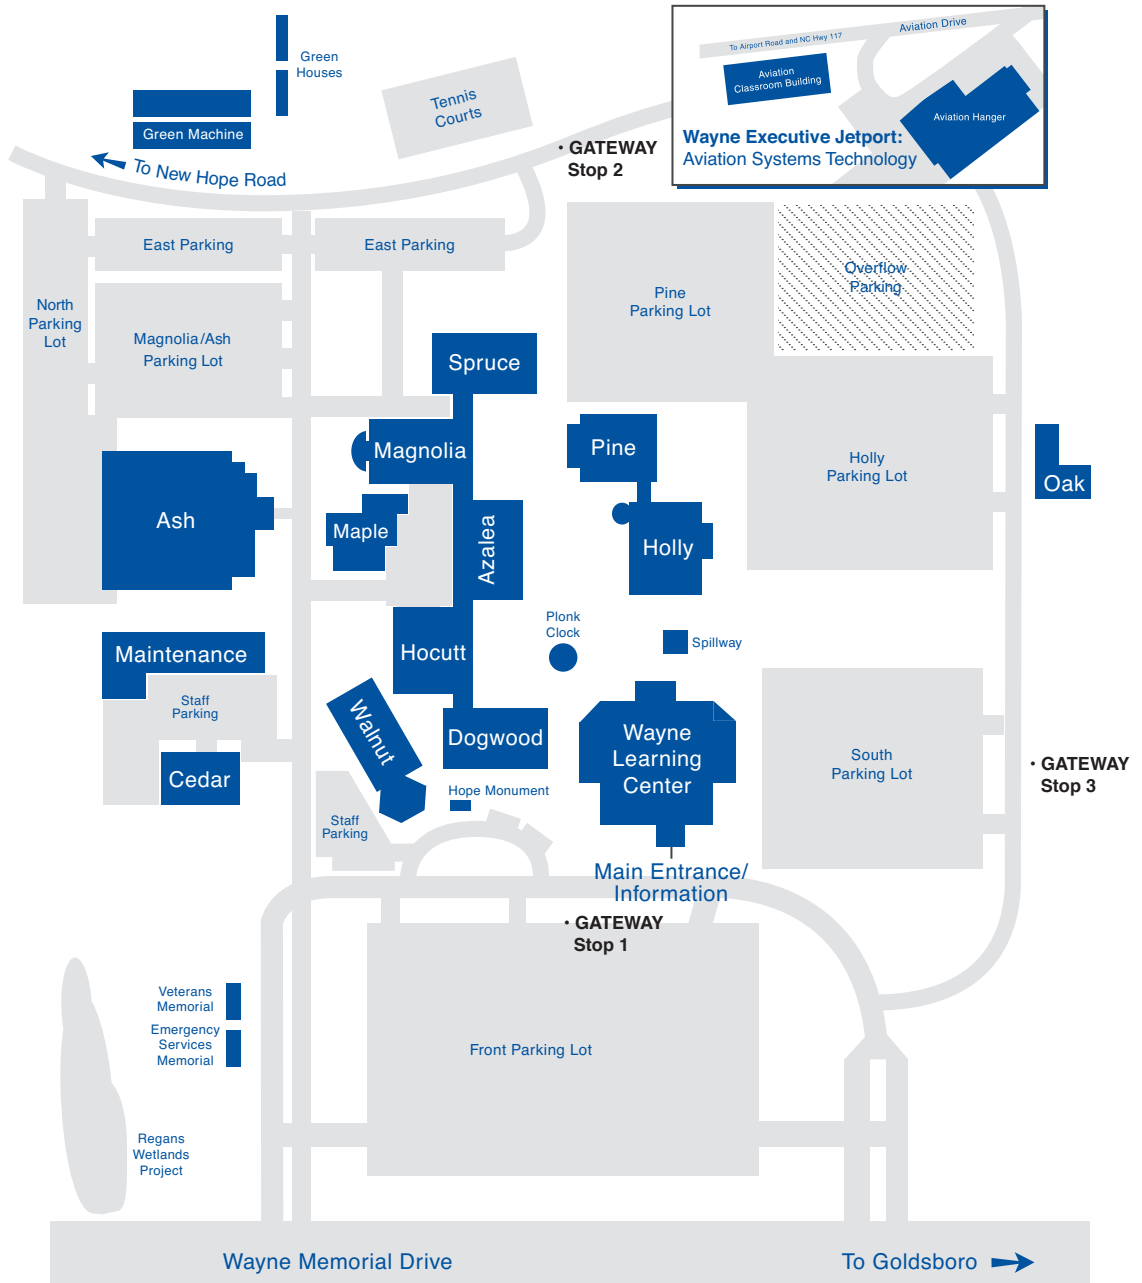 Green
Houses
Green Machine
To New Hope Road
Tennis
Courts
• GATEWAY
Stop 2
To Airport Road and NC Hwy 117
Aviation Drive
Aviation
Classroom Building
Aviation Hanger
Wayne Executive Jetport:
Aviation Systems Technology
East Parking
East Parking
North
Parking
Lot
Magnolia/Ash
Parking Lot
Pine
Parking Lot
Overflow
Parking
Spruce
Magnolia
Pine
Holly
Parking Lot
Oak
Ash
Maple
Azalea
Holly
Plonk
Clock
Spillway
Maintenance
Hocutt
Staff
Parking
Walnut
Dogwood
Wayne
Learning
Center
South
Parking Lot
• GATEWAY
Stop 3
Cedar
Hope Monument
Staff
Parking
Main Entrance/
Information
• GATEWAY
Stop 1
Veterans
Memorial
Emergency
Services
Memorial
Front Parking Lot
Regans
Wetlands
Project
Wayne Memorial Drive
To Goldsboro